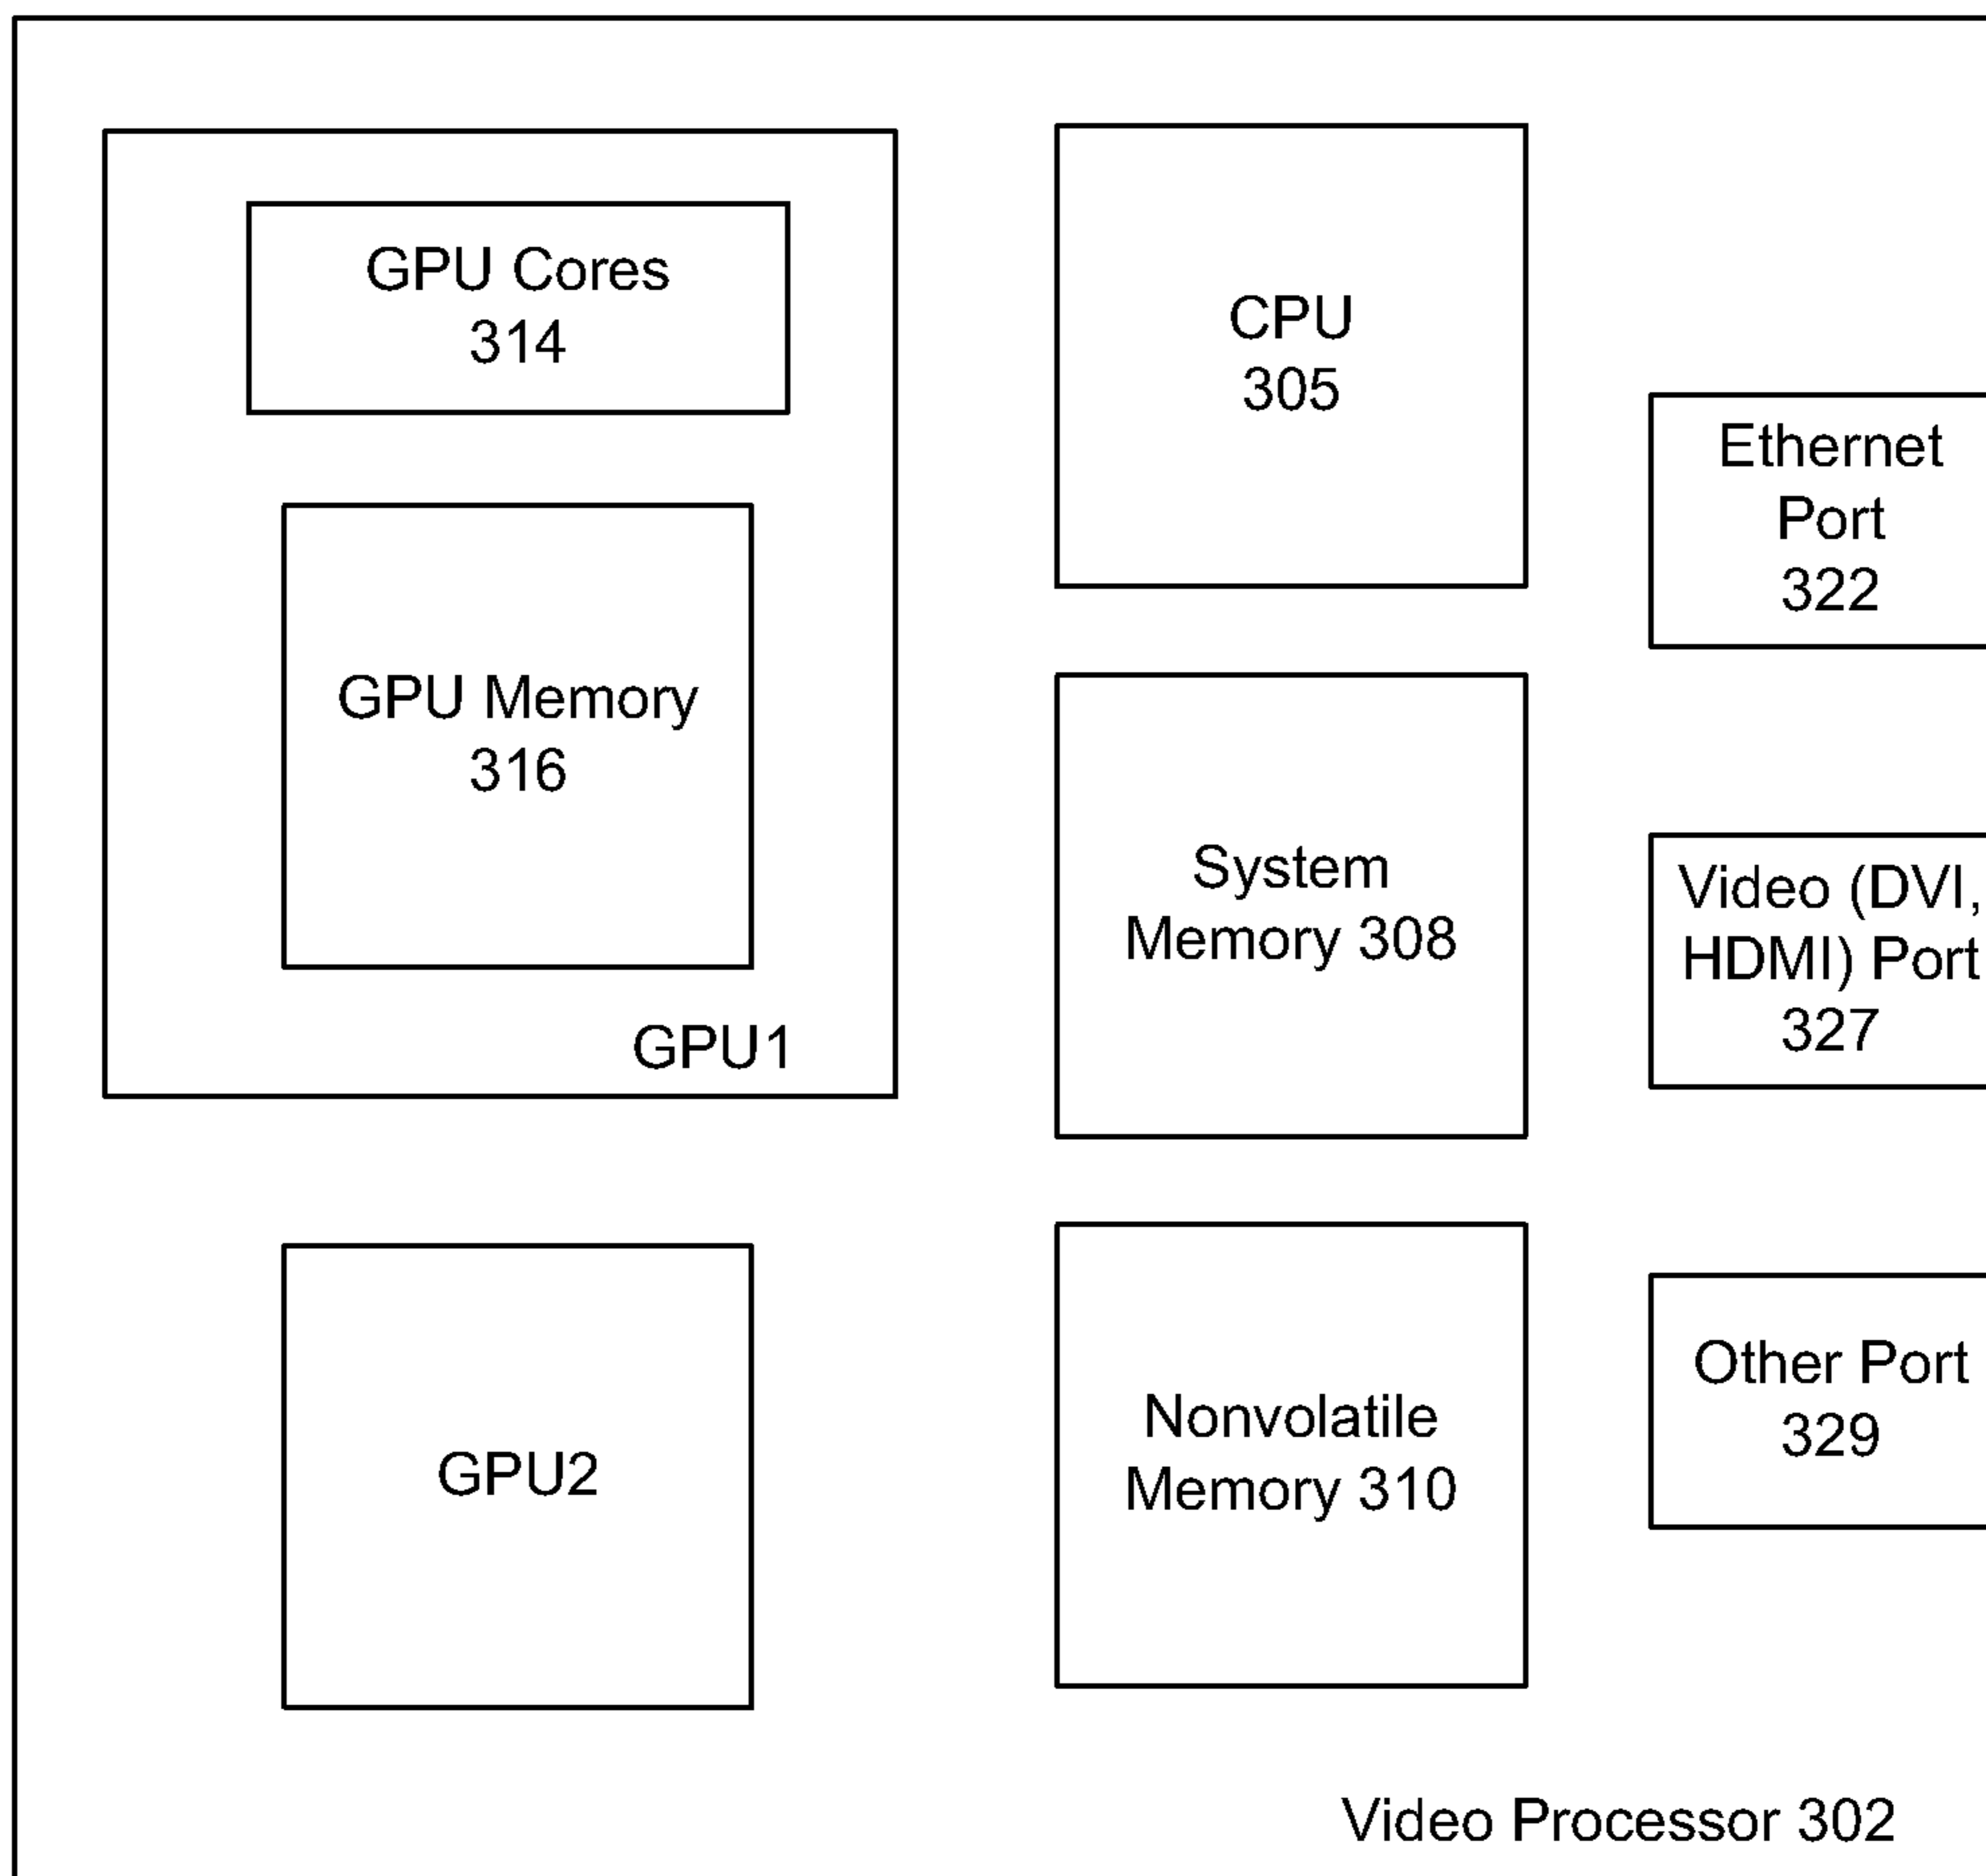 GPU Cores
314
GPU Memory
316
GPU1
GPU2
CPU
305
System
Memory 308
Nonvolatile
Memory 310
Ethernet
Port
322
Video (DVI,
HDMI) Port
327
Other Port
329
Video Processor 302